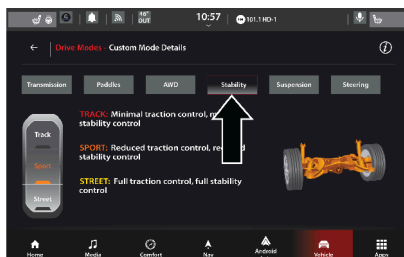 46°
OUT
10:57
101.1 HD-1
Drive Modes - Custom Mode Details
Transmission
Paddles
AWD
Stability
Suspension
Steering
Track
Sport
Street
TRACK: Minimal traction control,
stability control
SPORT: Reduced traction control,
stability control
STREET: Full traction control, full stability
control
Home
Media
Comfort
Nav
Android
Vehicle
Apps